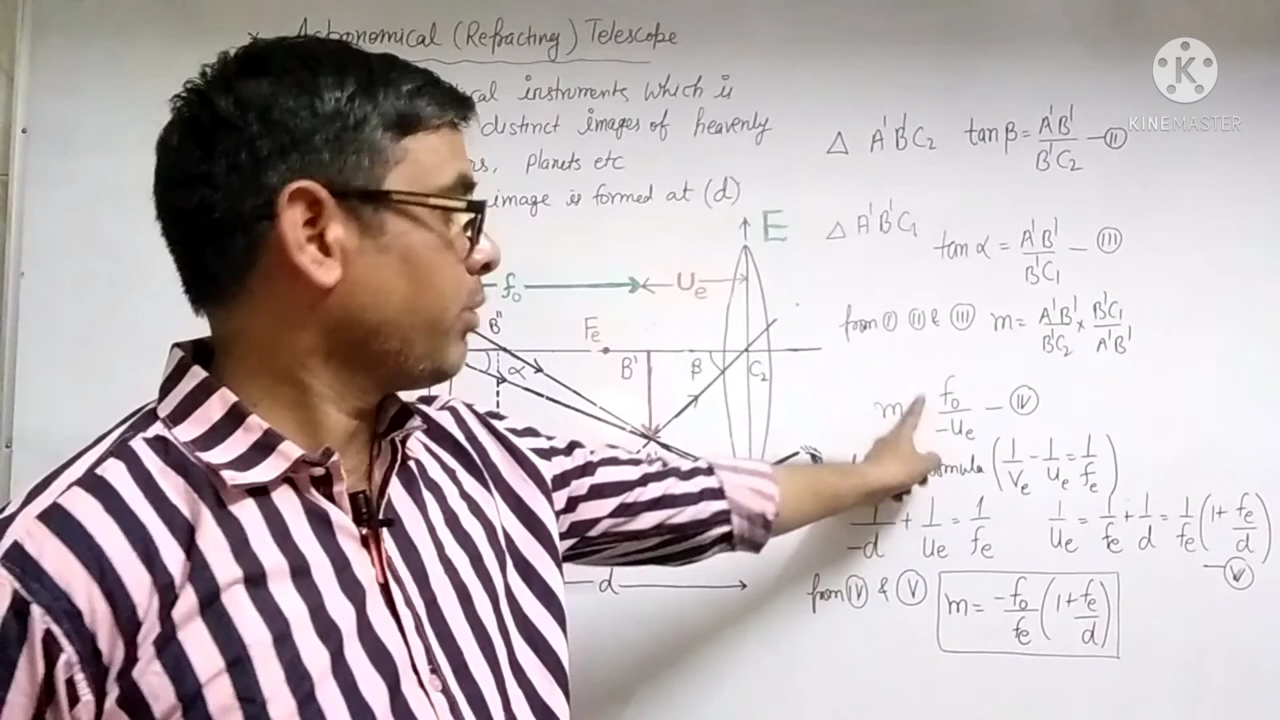 × Astronomical (Refracting) Telescope
ical instruments which is
distinct images of heavenly
rs, planets etc
image is formed at (d)
E
f₀
Uₑ
B"
Fₑ
B'
α
β
C₂
d
△ A'B'C₂ tan β = A'B'/B'C₂ – (II)
△ A'B'C₁ tan α = A'B'/B'C₁ – (III)
from (I) (II) & (III) m = A'B'/B'C₂ × B'C₁/A'B'
m f₀/-uₑ – (IV)
(1/vₑ - 1/uₑ = 1/fₑ)
1/-d + 1/uₑ = 1/fₑ 1/uₑ = 1/fₑ + 1/d = 1/fₑ (1 + fₑ/d) – (V)
from (IV) & (V) m = -f₀/fₑ (1 + fₑ/d)
K
KINEMASTER